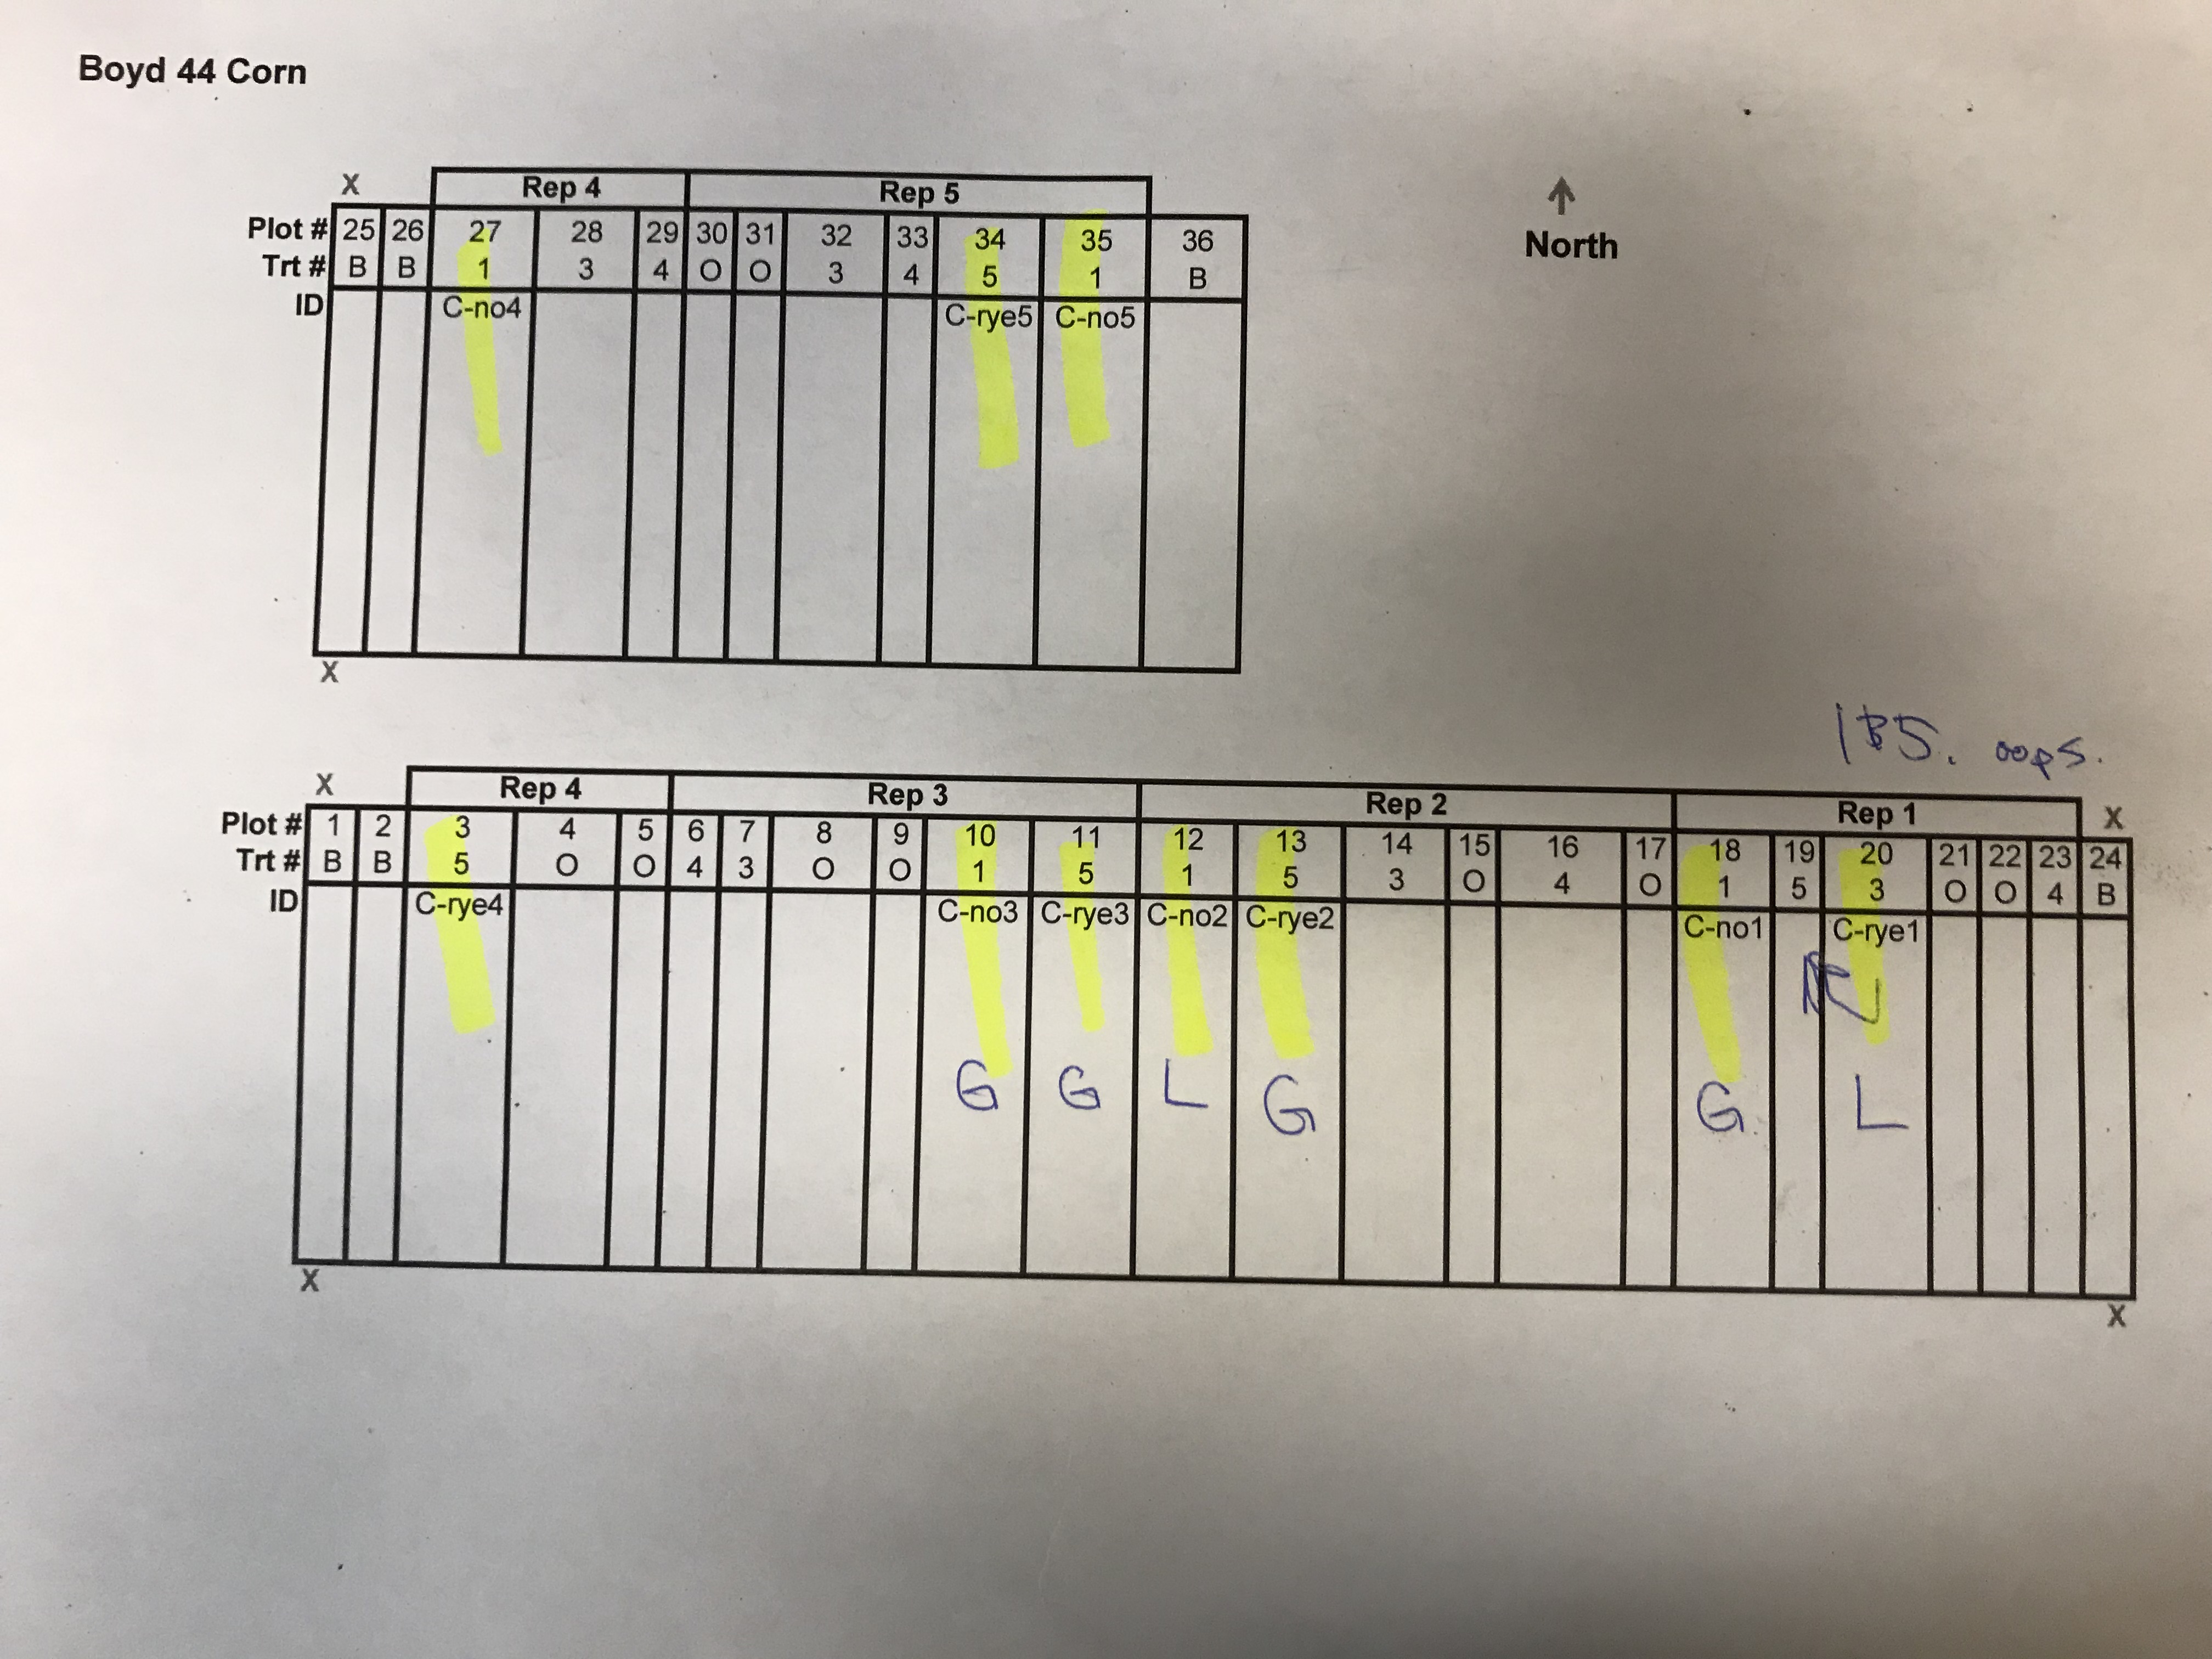 Boyd 44 Corn
X Rep 4 Rep 5
Plot # 25 26 27 28 29 30 31 32 33 34 35 36
Trt # B B 1 3 4 O O 3 4 5 1 B
ID C-no4 C-rye5 C-no5
X
North
1 5. oops.
X Rep 4 Rep 3 Rep 2 Rep 1 X
Plot # 1 2 3 4 5 6 7 8 9 10 11 12 13 14 15 16 17 18 19 20 21 22 23 24
Trt # B B 5 O O 4 3 O O 1 5 1 5 3 O 4 O 1 5 3 O O 4 B
ID C-rye4 C-no3 C-rye3 C-no2 C-rye2 C-no1 C-rye1
G G L G G L
X X